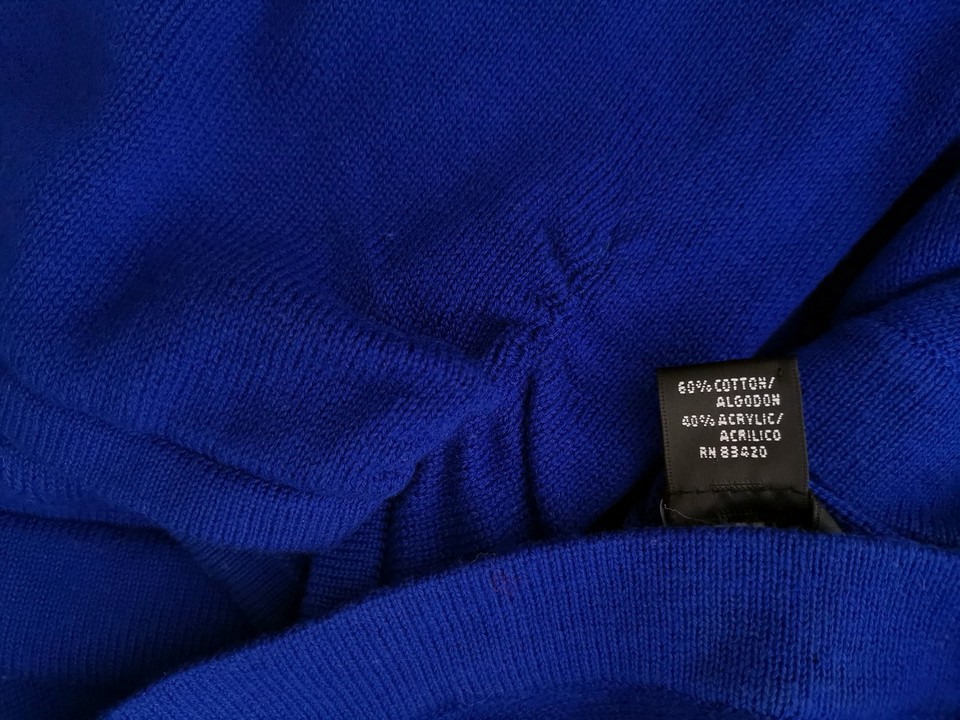 60% COTTON/
ALGODON
40% ACRYLIC/
ACRILICO
RN 83420